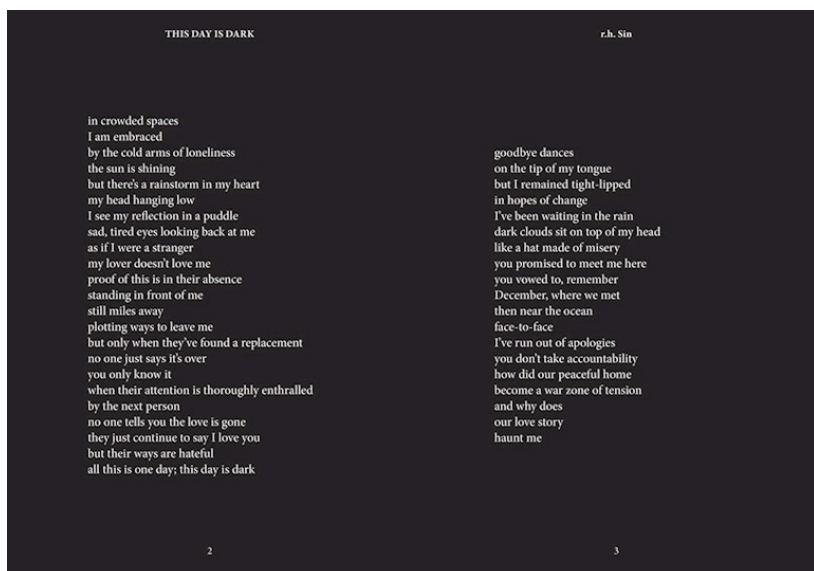 THIS DAY IS DARK
in crowded spaces
I am embraced
by the cold arms of loneliness
the sun is shining
but there's a rainstorm in my heart
my head hanging low
I see my reflection in a puddle
sad, tired eyes looking back at me
as if I were a stranger
my lover doesn't love me
proof of this is in their absence
standing in front of me
still miles away
plotting ways to leave me
but only when they've found a replacement
no one just says it's over
you only know it
when their attention is thoroughly enthralled
by the next person
no one tells you the love is gone
they just continue to say I love you
but their ways are hateful
all this is one day; this day is dark
2
r.h. Sin
goodbye dances
on the tip of my tongue
but I remained tight-lipped
in hopes of change
I've been waiting in the rain
dark clouds sit on top of my head
like a hat made of misery
you promised to meet me here
you vowed to, remember
December, where we met
then near the ocean
face-to-face
I've run out of apologies
you don't take accountability
how did our peaceful home
become a war zone of tension
and why does
our love story
haunt me
3